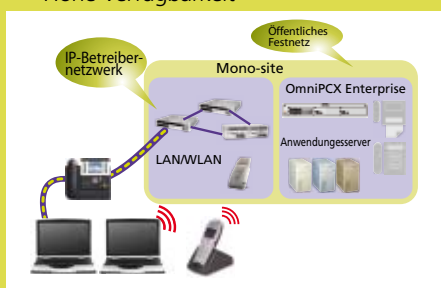 Hohe Verfügbarkeit
Öffentliches
Festnetz
IP-Betreiber-
netzwerk
Mono-site
OmniPCX Enterprise
Anwendungsserver
LAN/WLAN